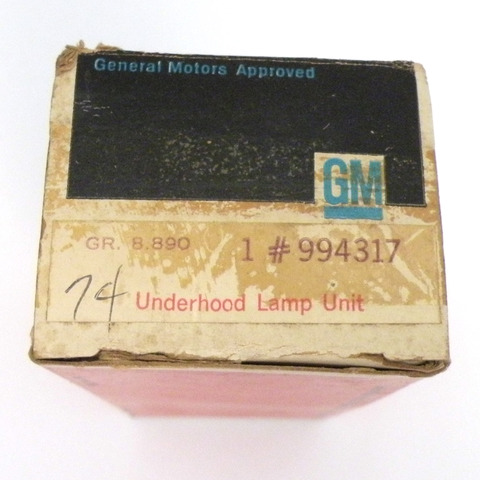 General Motors Approved
GM
GR. 8.890 1 # 994317
74 Underhood Lamp Unit